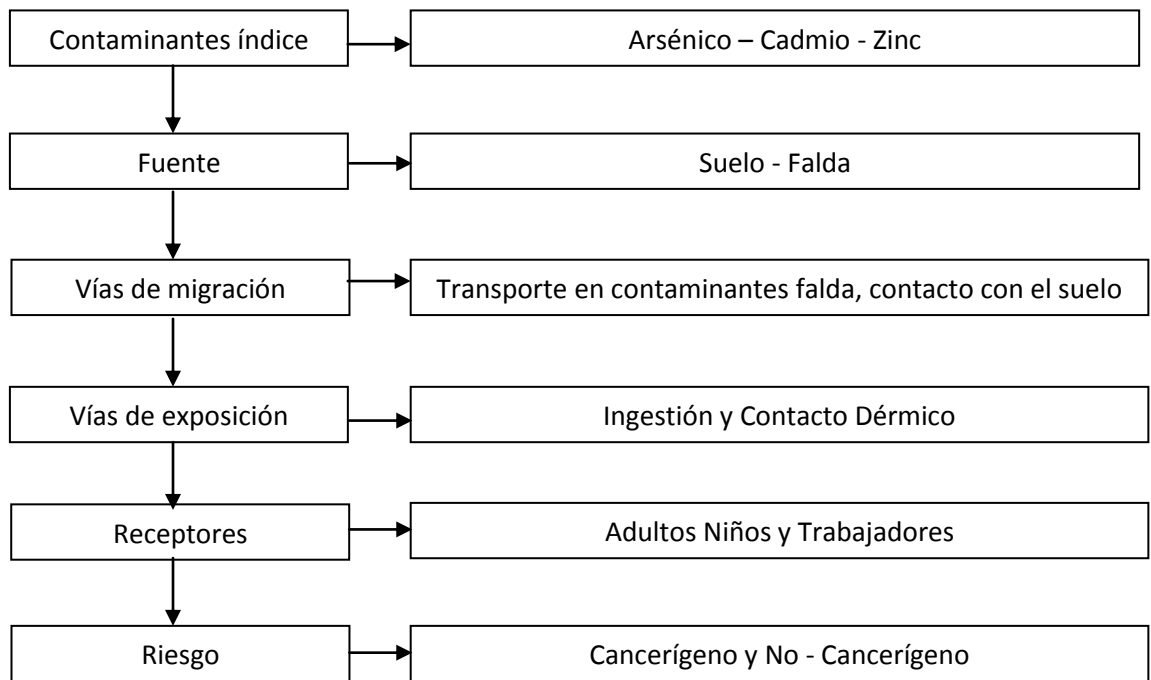 Contaminantes índice
Arsénico – Cadmio - Zinc
Fuente
Suelo - Falda
Vías de migración
Transporte en contaminantes falda, contacto con el suelo
Vías de exposición
Ingestión y Contacto Dérmico
Receptores
Adultos Niños y Trabajadores
Riesgo
Cancerígeno y No - Cancerígeno